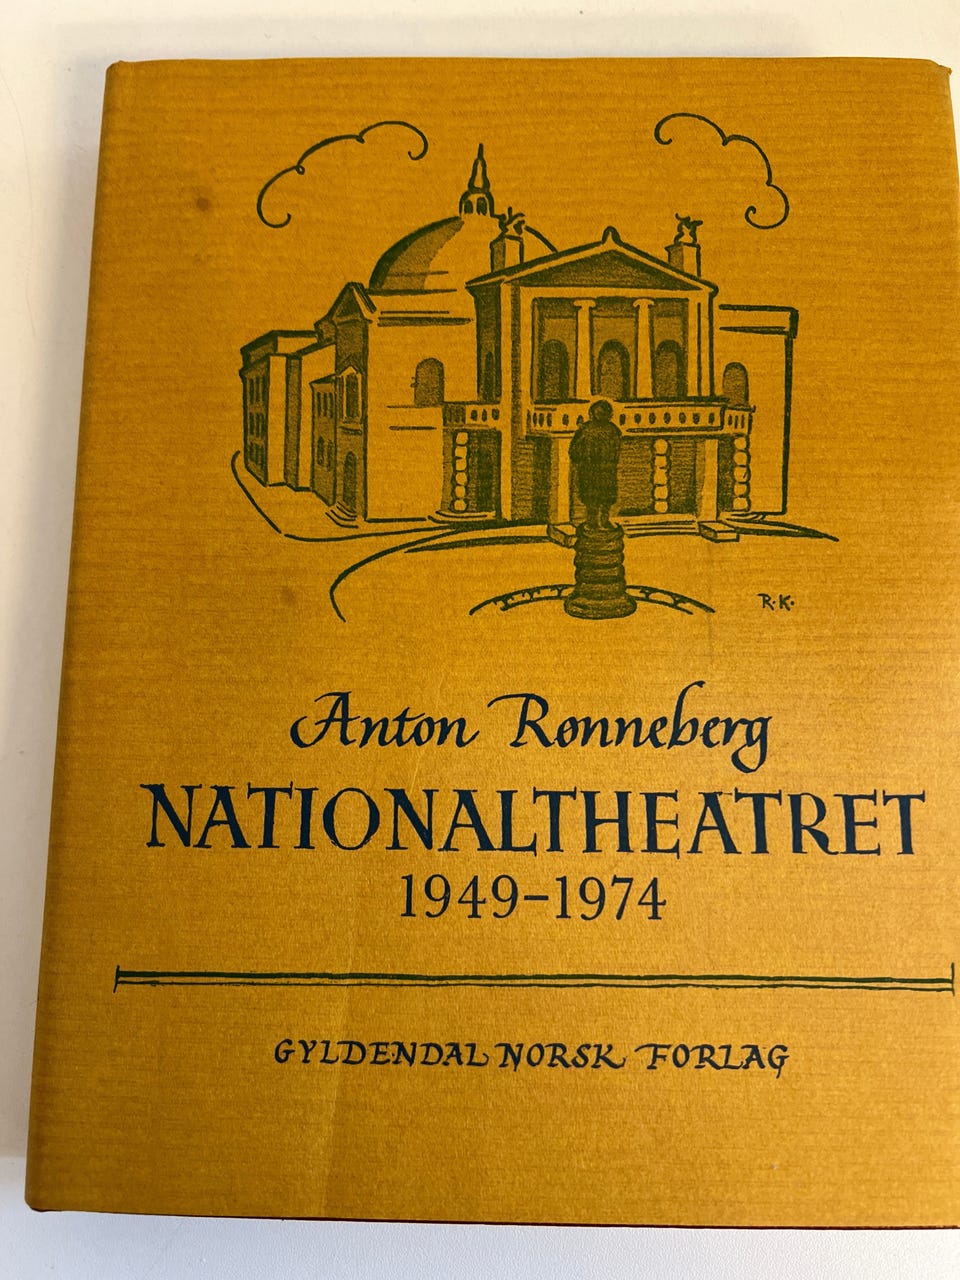 R.K.
Anton Rønneberg
NATIONALTHEATRET
1949-1974
GYLDENDAL NORSK FORLAG